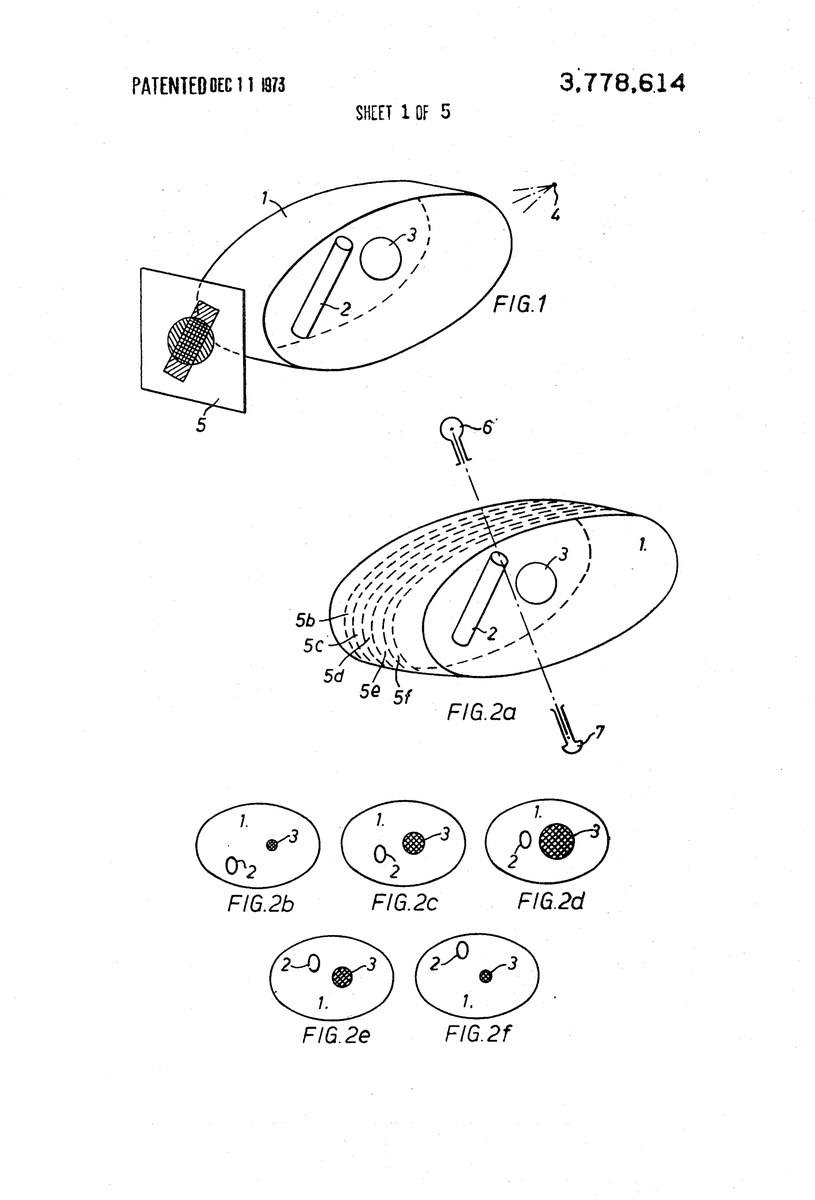 PATENTED DEC 11 1973
3,778,614
SHEET 1 OF 5
1
4
3
2
FIG.1
5
6
3
1.
5b
2
5c
5d
5e
5f
FIG.2a
7
1.
3
2
FIG.2b
1.
3
2
FIG.2c
1.
3
2
FIG.2d
2
3
1.
FIG.2e
2
3
1.
FIG.2f